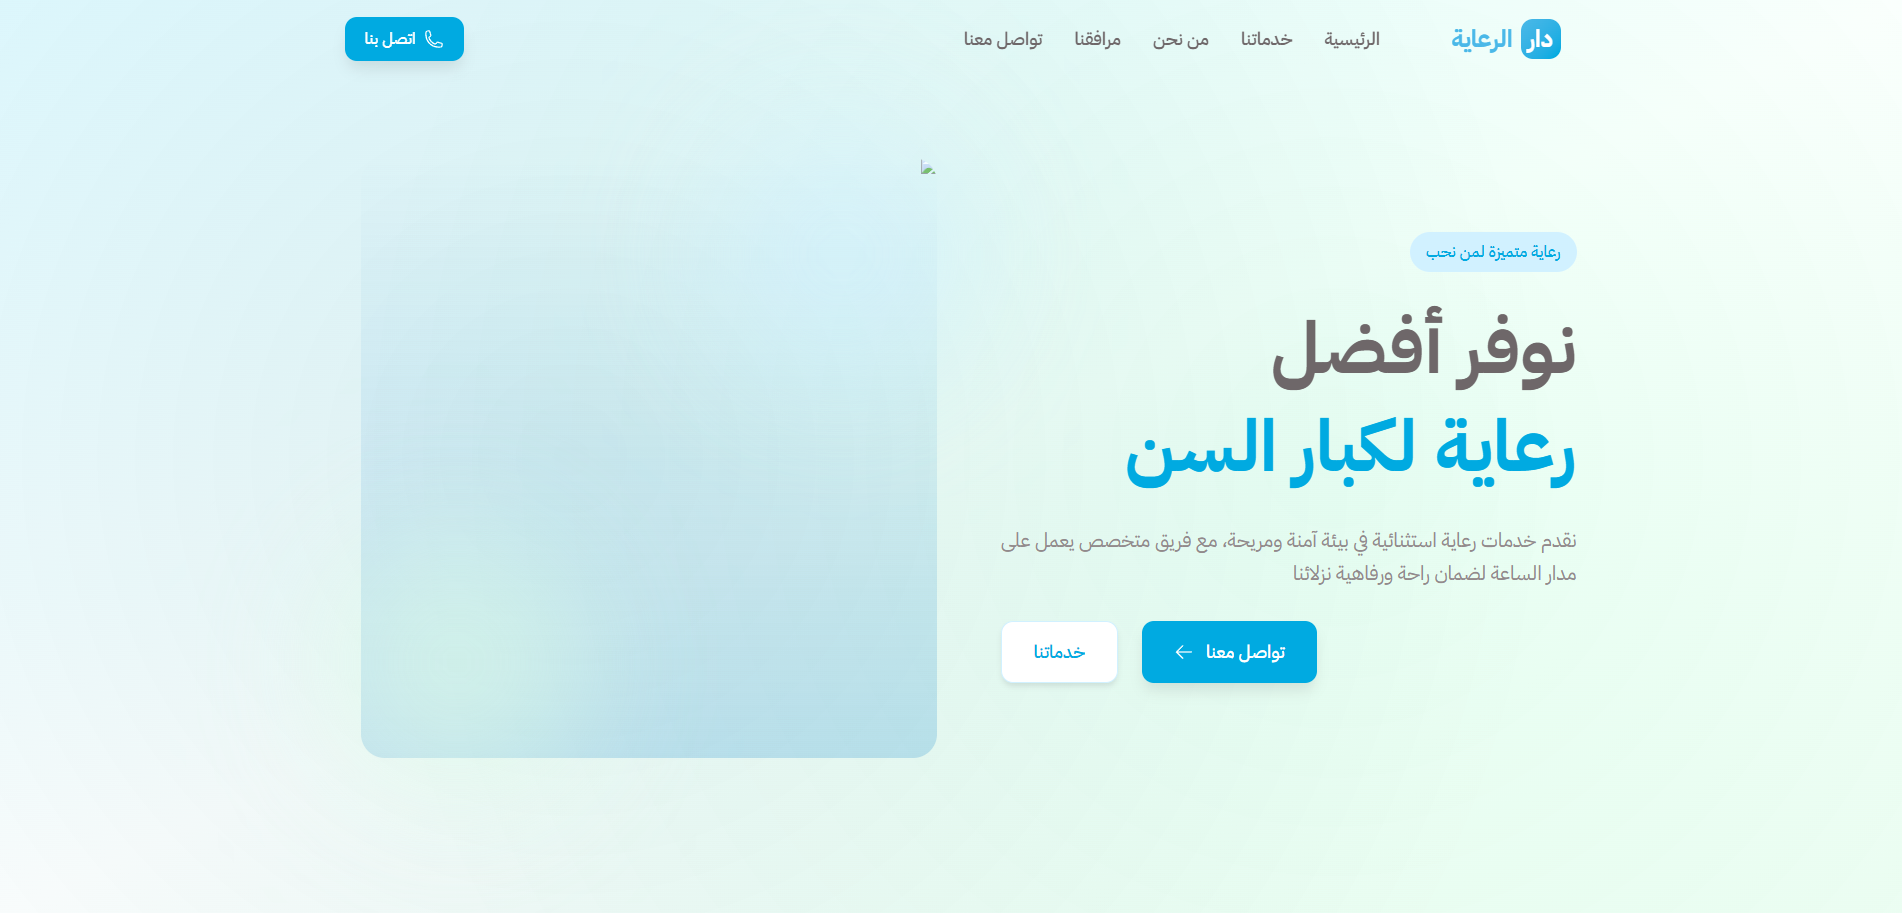 دار الرعاية
الرئيسية
خدماتنا
من نحن
مرافقنا
تواصل معنا
اتصل بنا
رعاية متميزة لمن نحب
نوفر أفضل
رعاية لكبار السن
نقدم خدمات رعاية استثنائية في بيئة آمنة ومريحة، مع فريق متخصص يعمل على
مدار الساعة لضمان راحة ورفاهية نزلائنا
تواصل معنا
خدماتنا